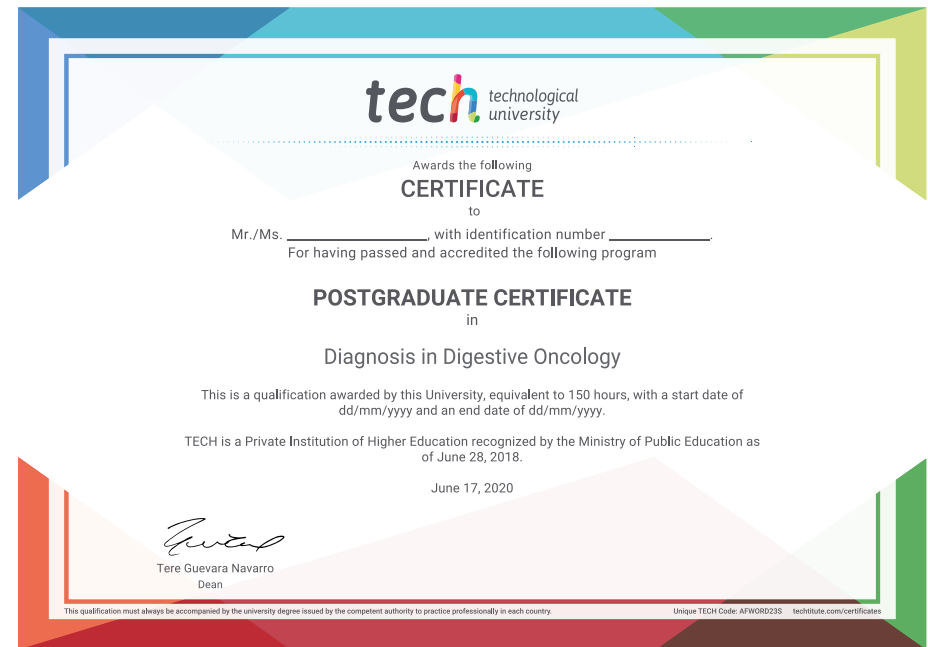 tech technological
university
Awards the following
CERTIFICATE
to
Mr./Ms. ____________________, with identification number ______________.
For having passed and accredited the following program
POSTGRADUATE CERTIFICATE
in
Diagnosis in Digestive Oncology
This is a qualification awarded by this University, equivalent to 150 hours, with a start date of
dd/mm/yyyy and an end date of dd/mm/yyyy.
TECH is a Private Institution of Higher Education recognized by the Ministry of Public Education as
of June 28, 2018.
June 17, 2020
Tere Guevara Navarro
Dean
This qualification must always be accompanied by the university degree issued by the competent authority to practice professionally in each country.
Unique TECH Code: AFWORD23S techtitute.com/certificates